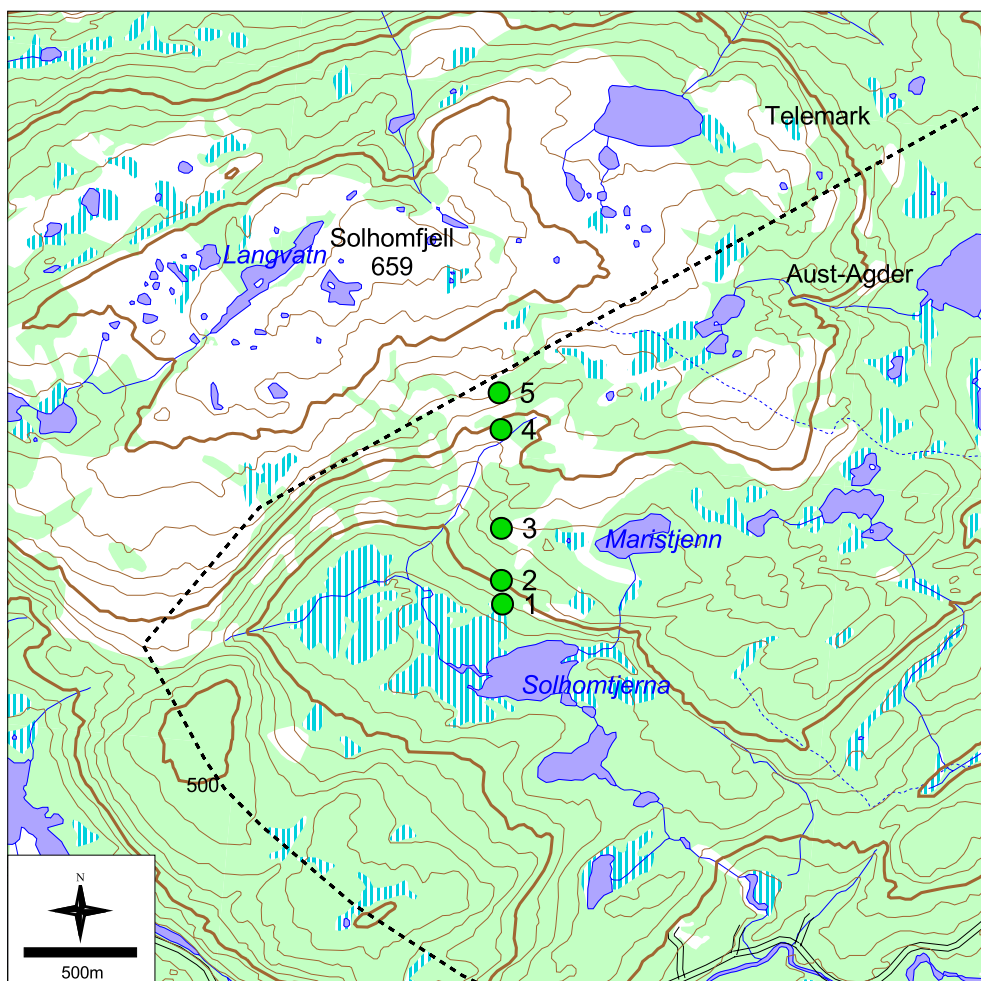 Telemark
Solhomfjell
659
Langvatn
Aust-Agder
5
4
3
Maristjenn
2
1
Solhomtjerna
500
N
500m